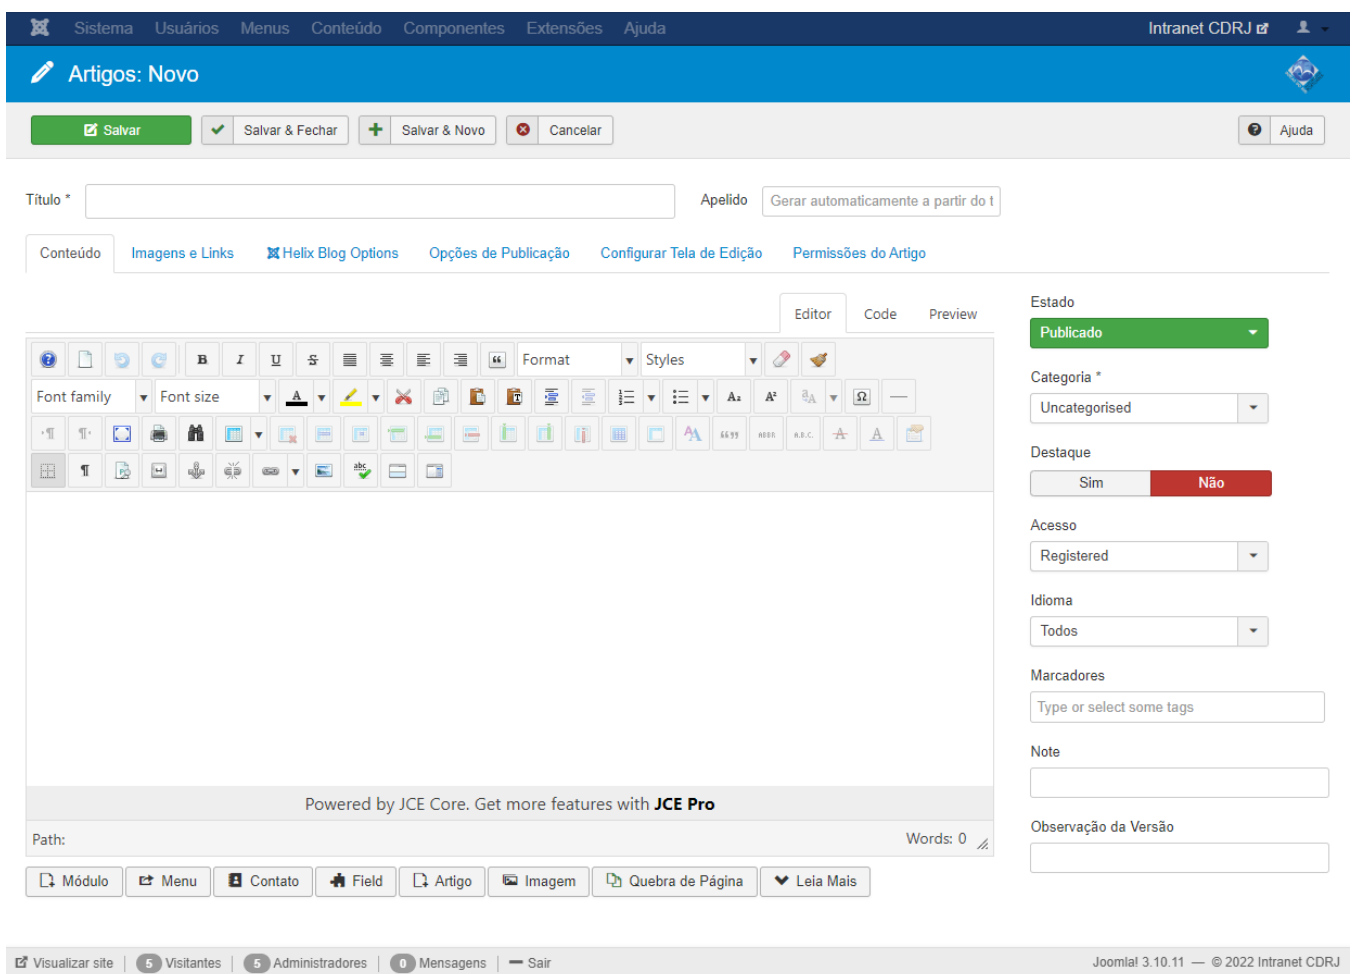 Sistema Usuários Menus Conteúdo Componentes Extensões Ajuda Intranet CDRJ
Artigos: Novo
Salvar Salvar & Fechar Salvar & Novo Cancelar Ajuda
Título * Apelido Gerar automaticamente a partir do t
Conteúdo Imagens e Links Helix Blog Options Opções de Publicação Configurar Tela de Edição Permissões do Artigo
Editor Code Preview
Format Styles
Font family Font size
Powered by JCE Core. Get more features with JCE Pro
Path: Words: 0
Módulo Menu Contato Field Artigo Imagem Quebra de Página Leia Mais
Estado
Publicado
Categoria *
Uncategorised
Destaque
Sim Não
Acesso
Registered
Idioma
Todos
Marcadores
Type or select some tags
Note
Observação da Versão
Visualizar site 5 Visitantes 5 Administradores 0 Mensagens Sair Joomla! 3.10.11 — © 2022 Intranet CDRJ